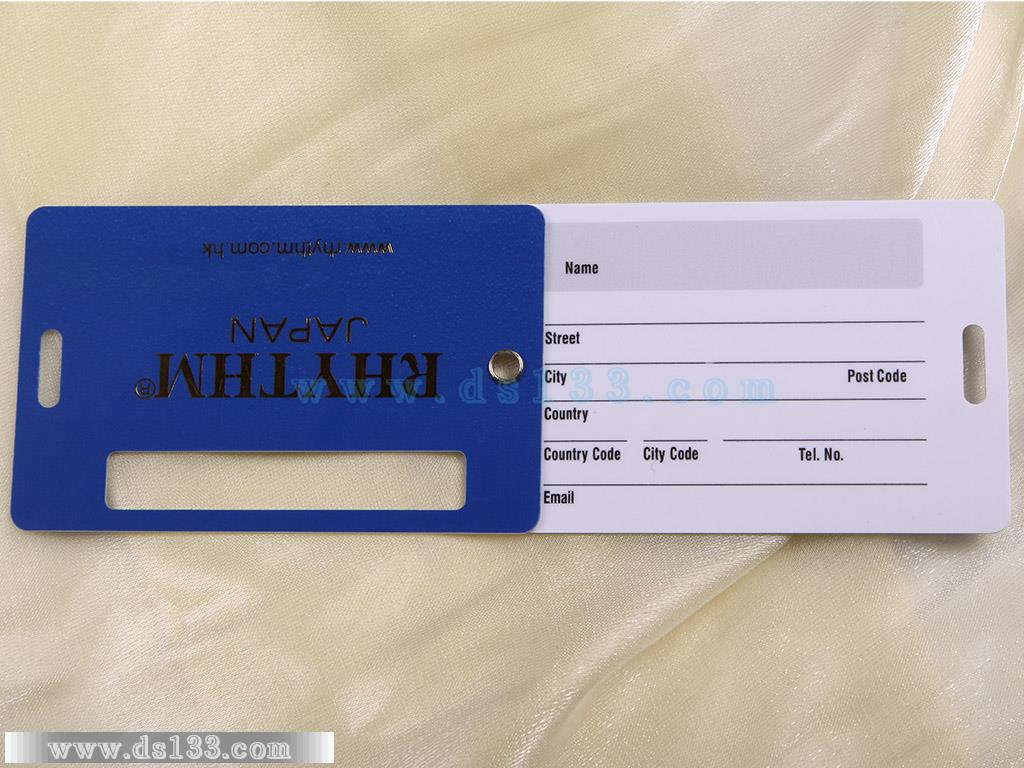 www.rhythm.com.hk
JAPAN
RHYTHM®
Name
Street
City Post Code
Country
Country Code City Code Tel. No.
Email
www.ds133.com
www.ds133.com